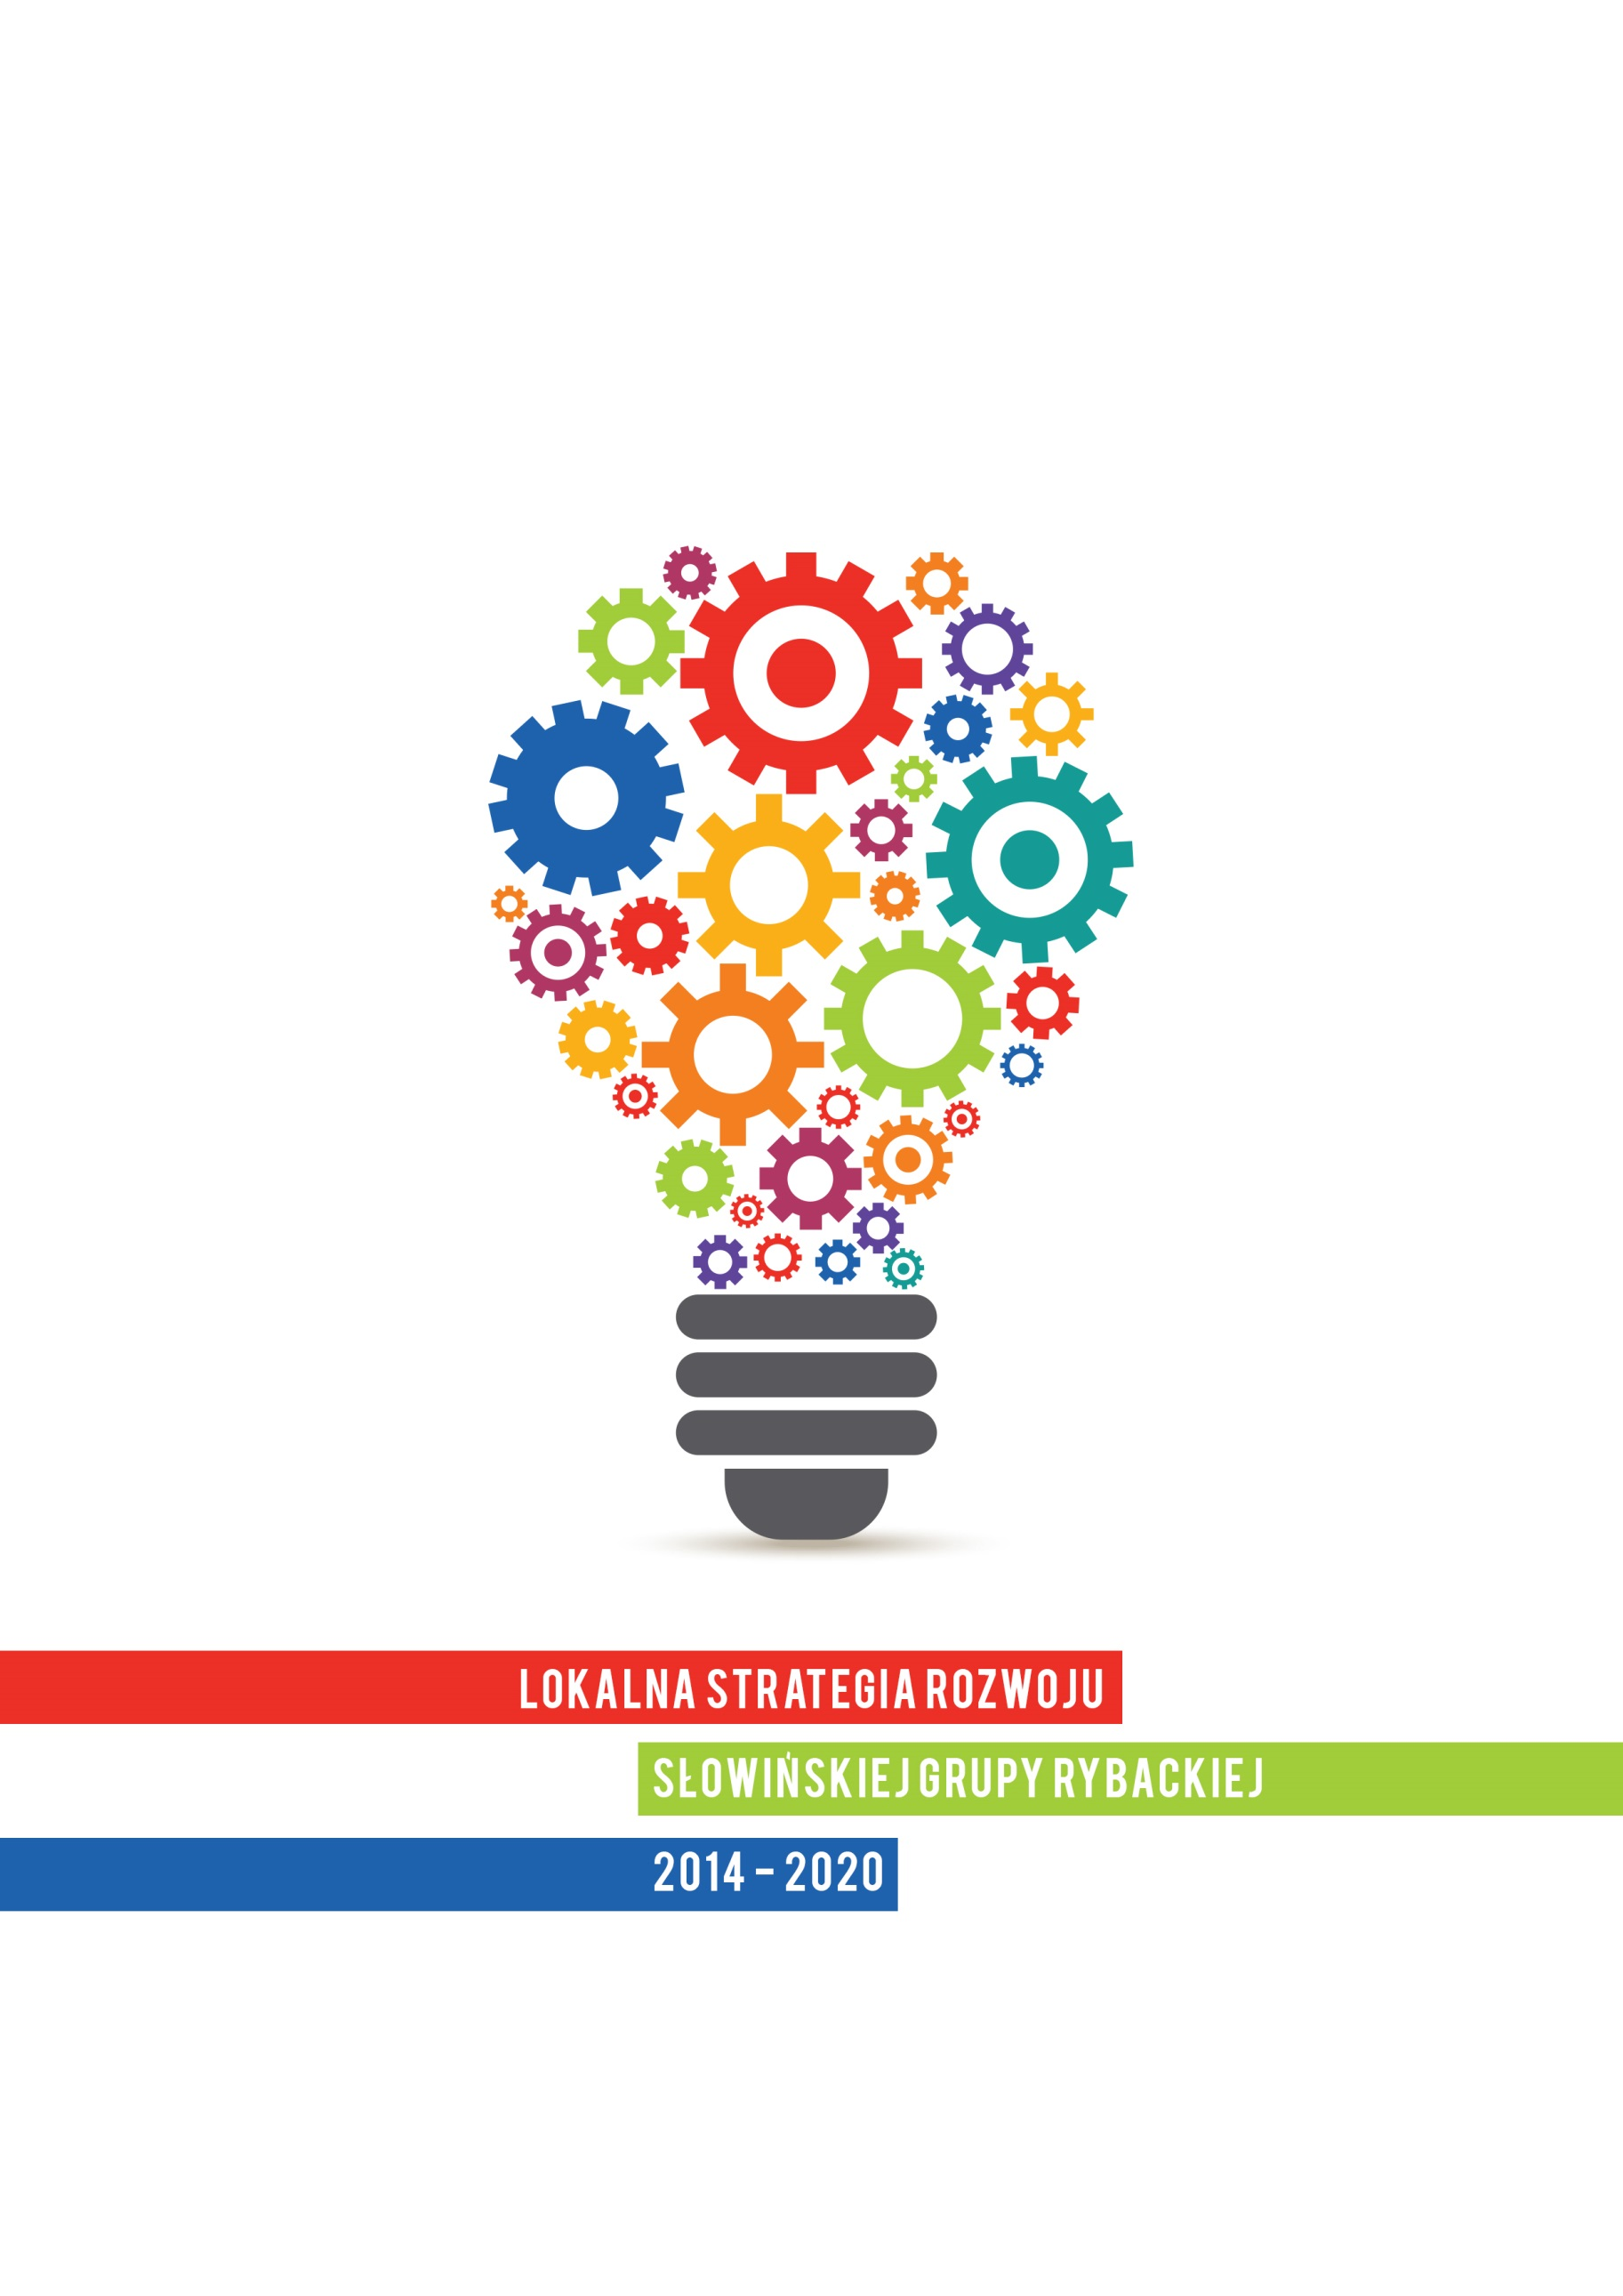 LOKALNA STRATEGIA ROZWOJU
SŁOWIŃSKIEJ GRUPY RYBACKIEJ
2014 – 2020